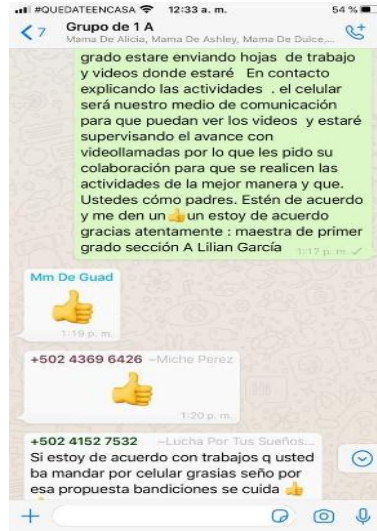 #QUEDATEENCASA 12:33 a. m. 54 %
7 Grupo de 1 A
Mama De Alicia, Mama De Ashley, Mama De Dulce,...
grado estare enviando hojas de trabajo
y videos donde estaré En contacto
explicando las actividades . el celular
será nuestro medio de comunicación
para que puedan ver los videos y estaré
supervisando el avance con
videollamadas por lo que les pido su
colaboración para que se realicen las
actividades de la mejor manera y que.
Ustedes cómo padres. Estén de acuerdo
y me den un👍un estoy de acuerdo
gracias atentamente : maestra de primer
grado sección A Lilian García 1:17 p. m.
Mm De Guad
👍
1:19 p. m.
+502 4369 6426 ~Miche Perez
👍
1:20 p. m.
+502 4152 7532 ~Lucha Por Tus Sueños...
Si estoy de acuerdo con trabajos q usted
ba mandar por celular grasias seño por
esa propuesta bandiciones se cuida 👍